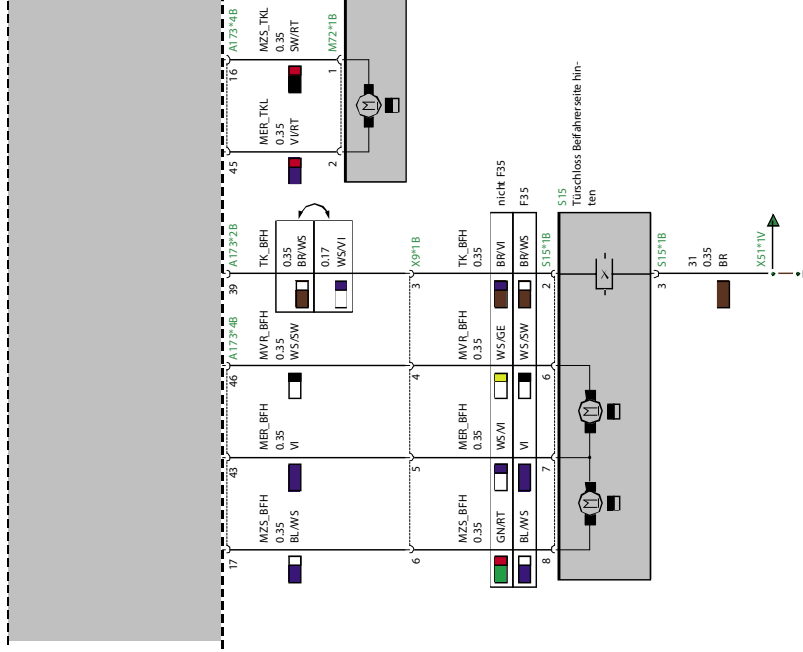 A173*4B
MZS_TKL
0.35
SW/RT
M72*1B
16
1
MER_TKL
0.35
VI/RT
45
2
M
A173*2B
TK_BFH
0.35
BR/WS
0.17
WS/VI
X9*1B
TK_BFH
0.35
nicht F35
BR/VI
F35
BR/WS
S15*1B
S15
Türschloss Beifahrerseite hin-
ten
S15*1B
31
0.35
BR
X51*1V
39
3
2
3
A173*4B
MVR_BFH
0.35
WS/SW
MVR_BFH
0.35
WS/GE
WS/SW
46
4
6
M
MER_BFH
0.35
VI
MER_BFH
0.35
WS/VI
VI
43
5
7
M
MZS_BFH
0.35
BL/WS
MZS_BFH
0.35
GN/RT
BL/WS
17
6
8